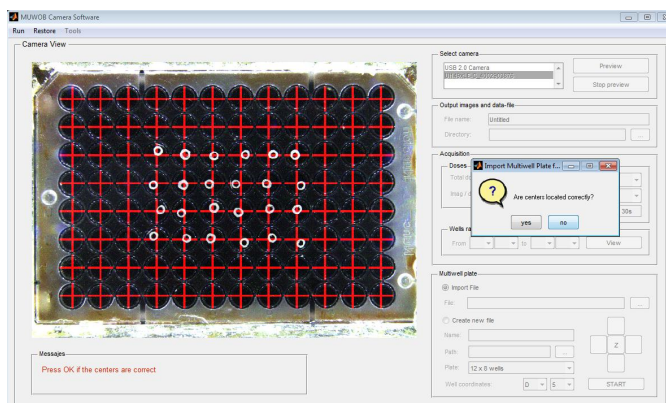 MUWOB Camera Software
Run Restore Tools
Camera View
Select camera
USB 2.0 Camera
Preview
Stop preview
Output images and data-file
File name: Untitled
Directory: ...
Acquisition
Doses
Import Multiwell Plate f...
Are centers located correctly?
yes no
30s
From to View
Multiwell plate
Import File
File: ...
Create new file
Name:
Path: ...
Z
Plate: 12 x 8 wells
Well coordinates: D 5 START
Messajes
Press OK if the centers are correct